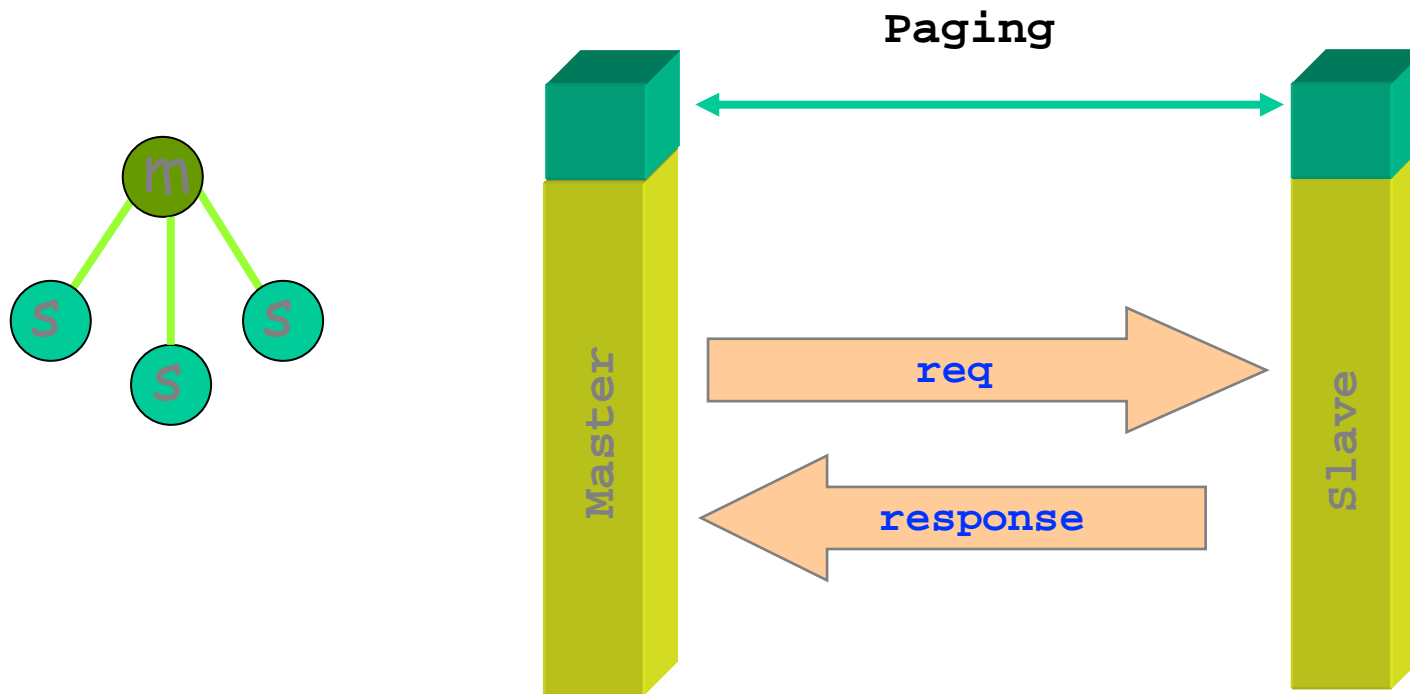 Paging
m
s
s
s
Master
req
response
Slave